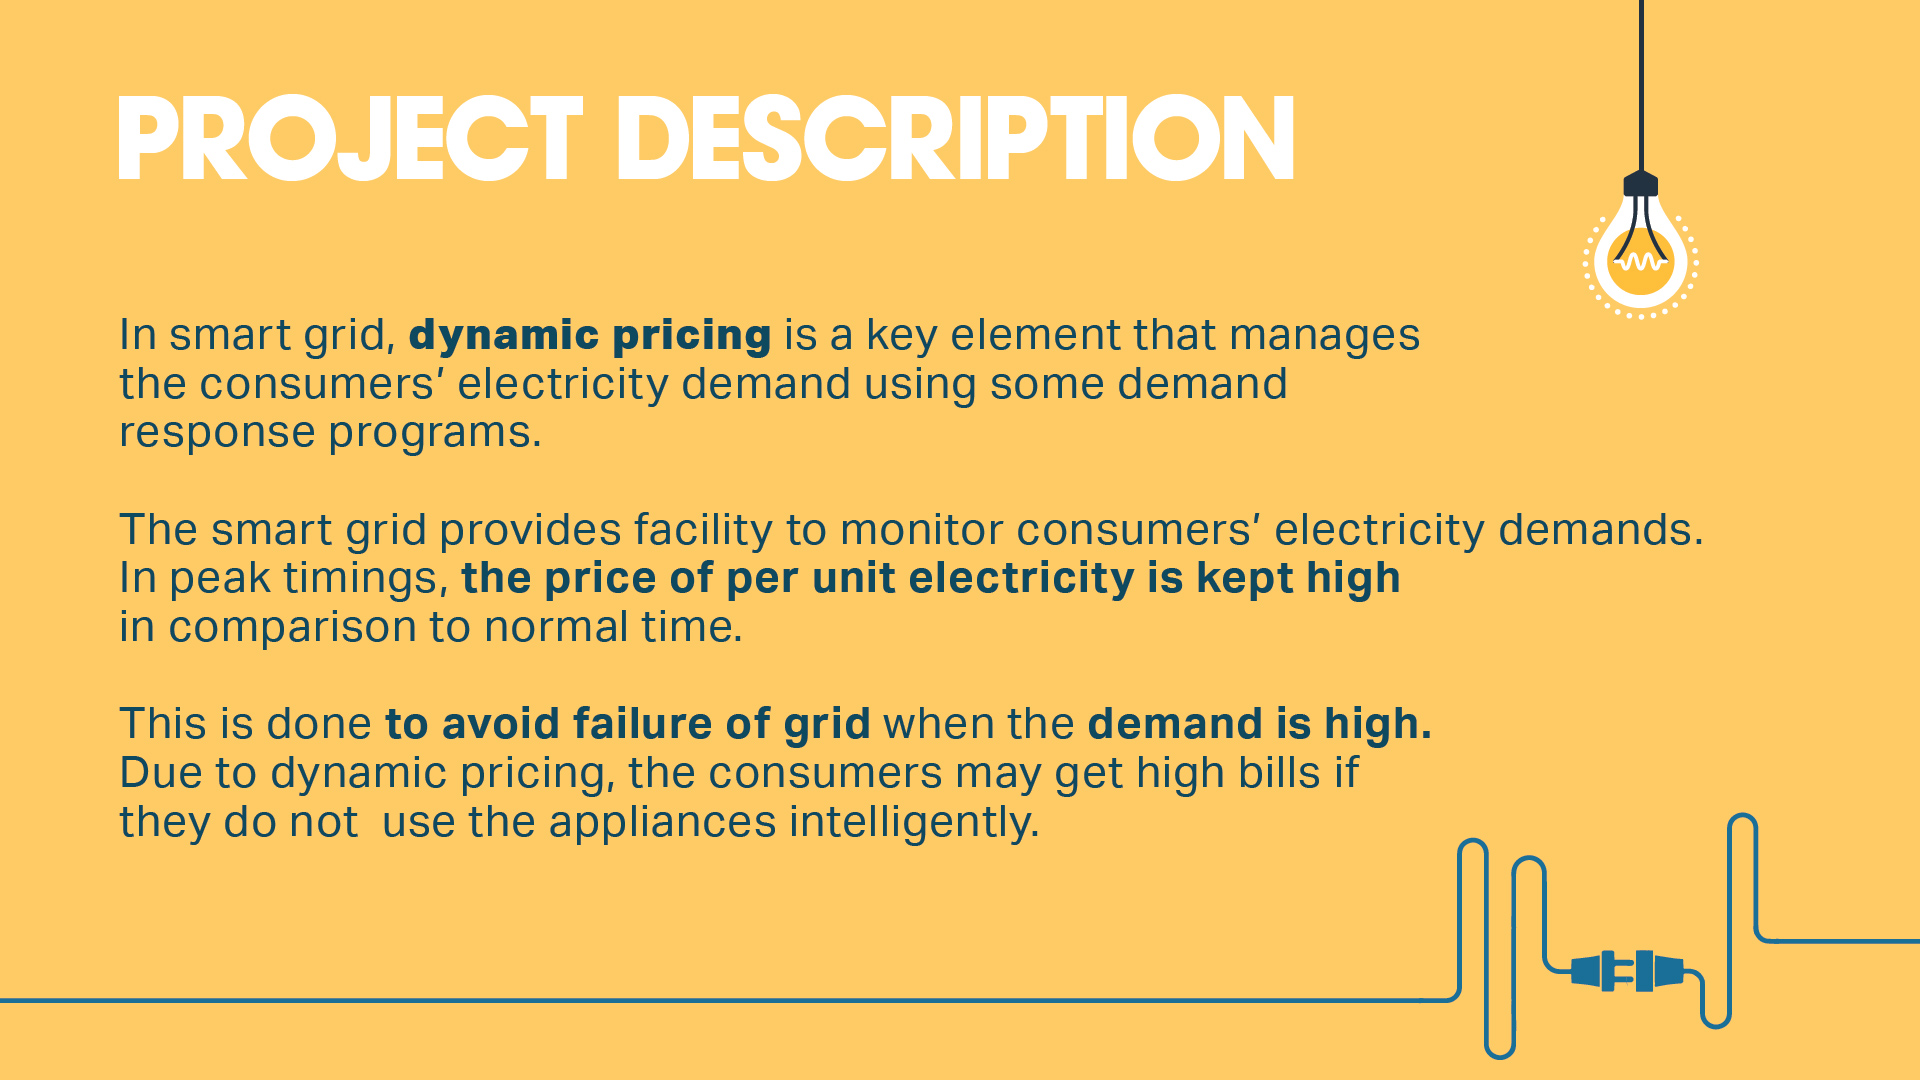 PROJECT DESCRIPTION
In smart grid, dynamic pricing is a key element that manages
the consumers’ electricity demand using some demand
response programs.
The smart grid provides facility to monitor consumers’ electricity demands.
In peak timings, the price of per unit electricity is kept high
in comparison to normal time.
This is done to avoid failure of grid when the demand is high.
Due to dynamic pricing, the consumers may get high bills if
they do not  use the appliances intelligently.